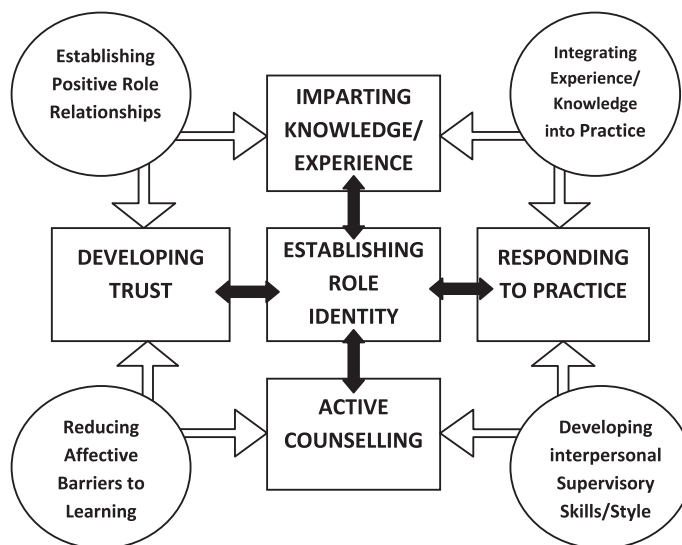 Establishing
Positive Role
Relationships
IMPARTING
KNOWLEDGE/
EXPERIENCE
Integrating
Experience/
Knowledge
into Practice
DEVELOPING
TRUST
ESTABLISHING
ROLE
IDENTITY
RESPONDING
TO PRACTICE
Reducing
Affective
Barriers to
Learning
ACTIVE
COUNSELLING
Developing
interpersonal
Supervisory
Skills/Style